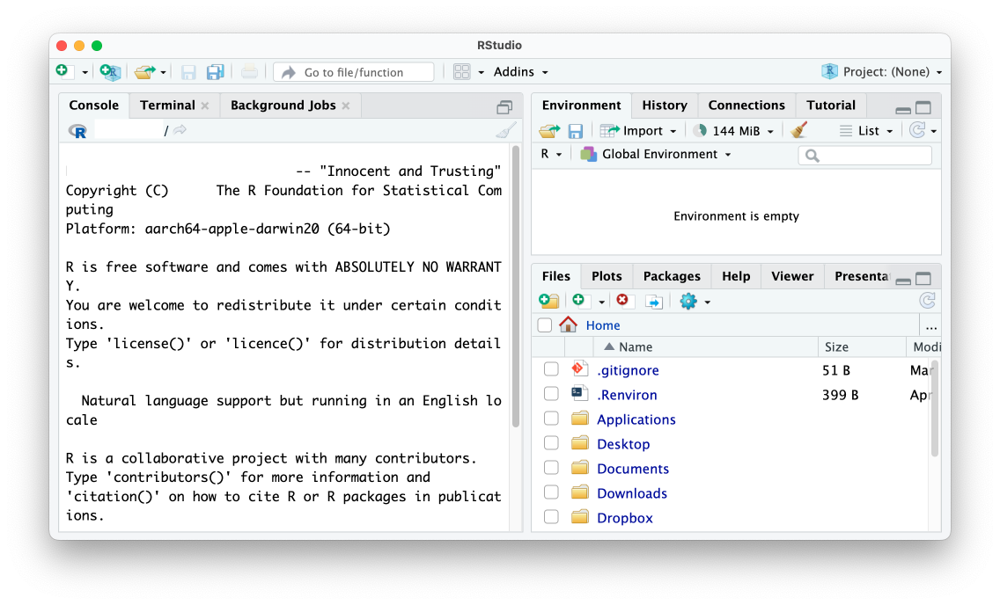 RStudio
Go to file/function
Addins
Project: (None)
Console
Terminal
Background Jobs
R /
-- "Innocent and Trusting"
Copyright (C) The R Foundation for Statistical Com
puting
Platform: aarch64-apple-darwin20 (64-bit)
R is free software and comes with ABSOLUTELY NO WARRANT
Y.
You are welcome to redistribute it under certain condit
ions.
Type 'license()' or 'licence()' for distribution detail
s.
Natural language support but running in an English lo
cale
R is a collaborative project with many contributors.
Type 'contributors()' for more information and
'citation()' on how to cite R or R packages in publicat
ions.
Environment History Connections Tutorial
Import 144 MiB List
R Global Environment
Environment is empty
Files Plots Packages Help Viewer Presenta
Home ...
Name Size Modi
.gitignore 51 B Mar
.Renviron 399 B Apr
Applications
Desktop
Documents
Downloads
Dropbox